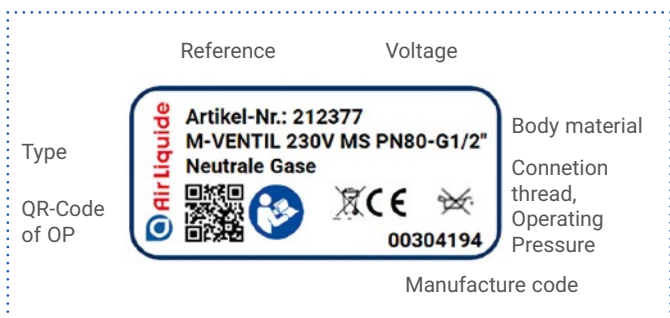 Reference Voltage
Air Liquide
Artikel-Nr.: 212377
M-VENTIL 230V MS PN80-G1/2"
Neutrale Gase
CE
00304194
Type
QR-Code
of OP
Body material
Connetion
thread,
Operating
Pressure
Manufacture code